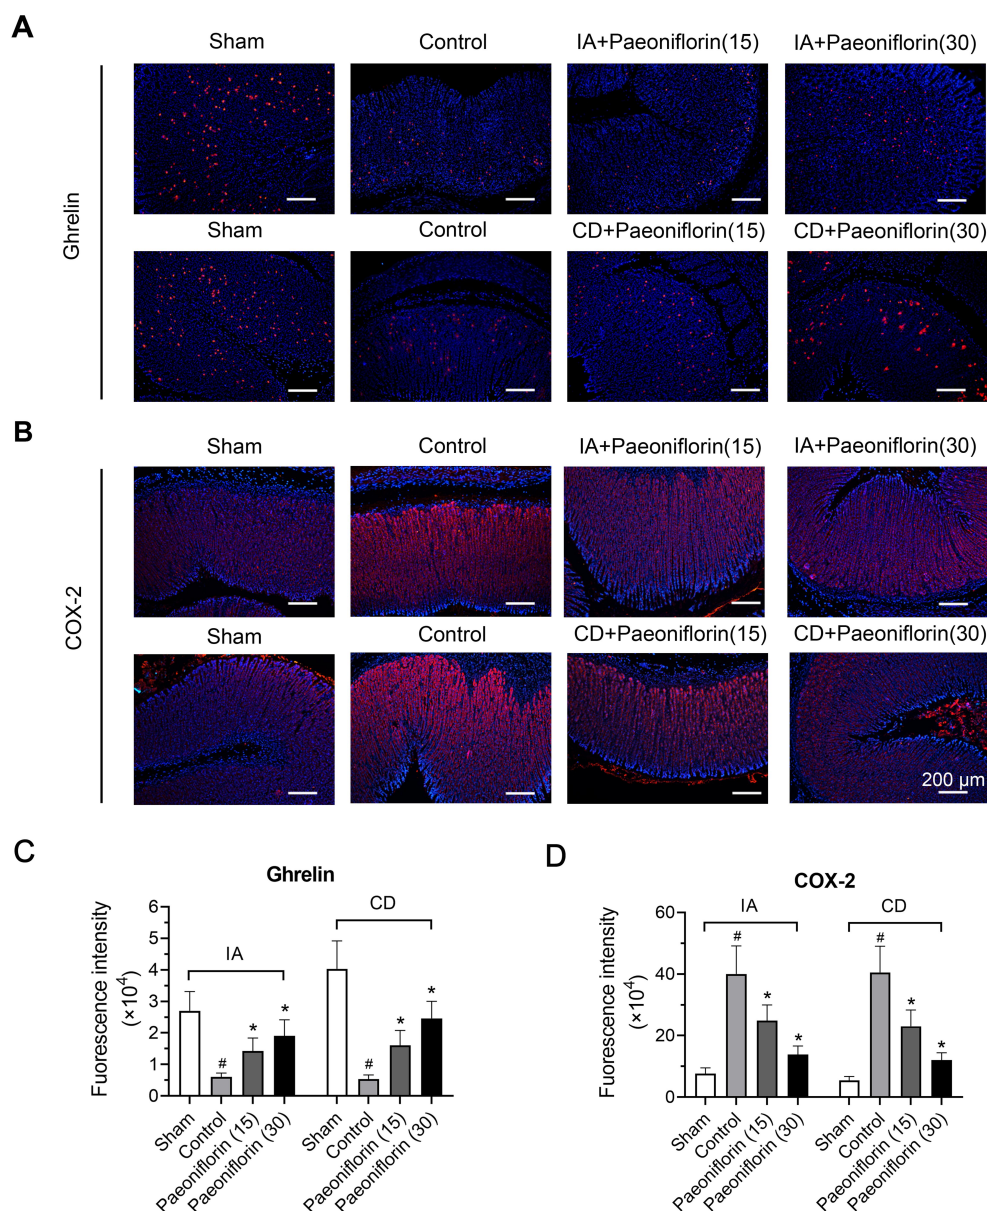 A
Sham Control IA+Paeoniflorin(15) IA+Paeoniflorin(30)
Ghrelin
Sham Control CD+Paeoniflorin(15) CD+Paeoniflorin(30)
B
Sham Control IA+Paeoniflorin(15) IA+Paeoniflorin(30)
COX-2
Sham Control CD+Paeoniflorin(15) CD+Paeoniflorin(30)
200 μm
C
Ghrelin
Fuorescence intensity
(×10⁴)
6
5
4
3
2
1
0
IA
CD
#
*
*
#
*
*
Sham
Control
Paeoniflorin (15)
Paeoniflorin (30)
Sham
Control
Paeoniflorin (15)
Paeoniflorin (30)
D
COX-2
Fuorescence intensity
(×10⁴)
60
40
20
0
IA
CD
#
*
*
#
*
*
Sham
Control
Paeoniflorin (15)
Paeoniflorin (30)
Sham
Control
Paeoniflorin (15)
Paeoniflorin (30)